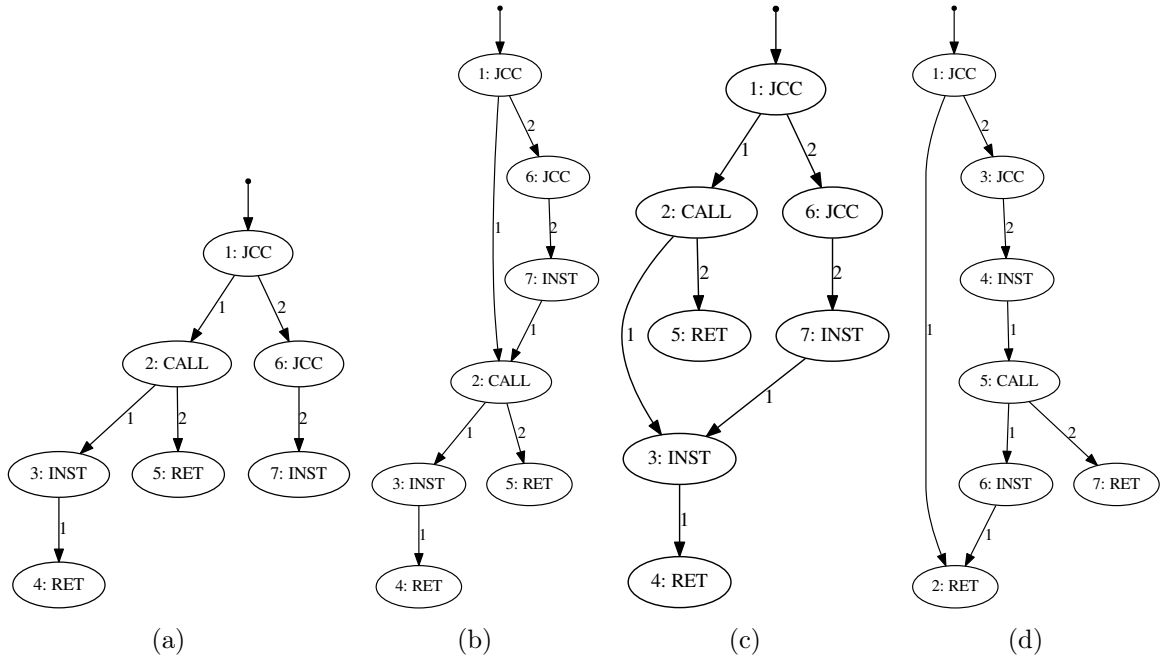 1: JCC
1
2
2: CALL
6: JCC
1
2
2
3: INST
5: RET
7: INST
1
4: RET
(a)
1: JCC
2
6: JCC
1
2
7: INST
1
2: CALL
1
2
3: INST
5: RET
1
4: RET
(b)
1: JCC
1
2
2: CALL
6: JCC
2
2
1
5: RET
7: INST
1
3: INST
1
4: RET
(c)
1: JCC
2
3: JCC
2
4: INST
1
1
5: CALL
1
2
6: INST
7: RET
1
2: RET
(d)